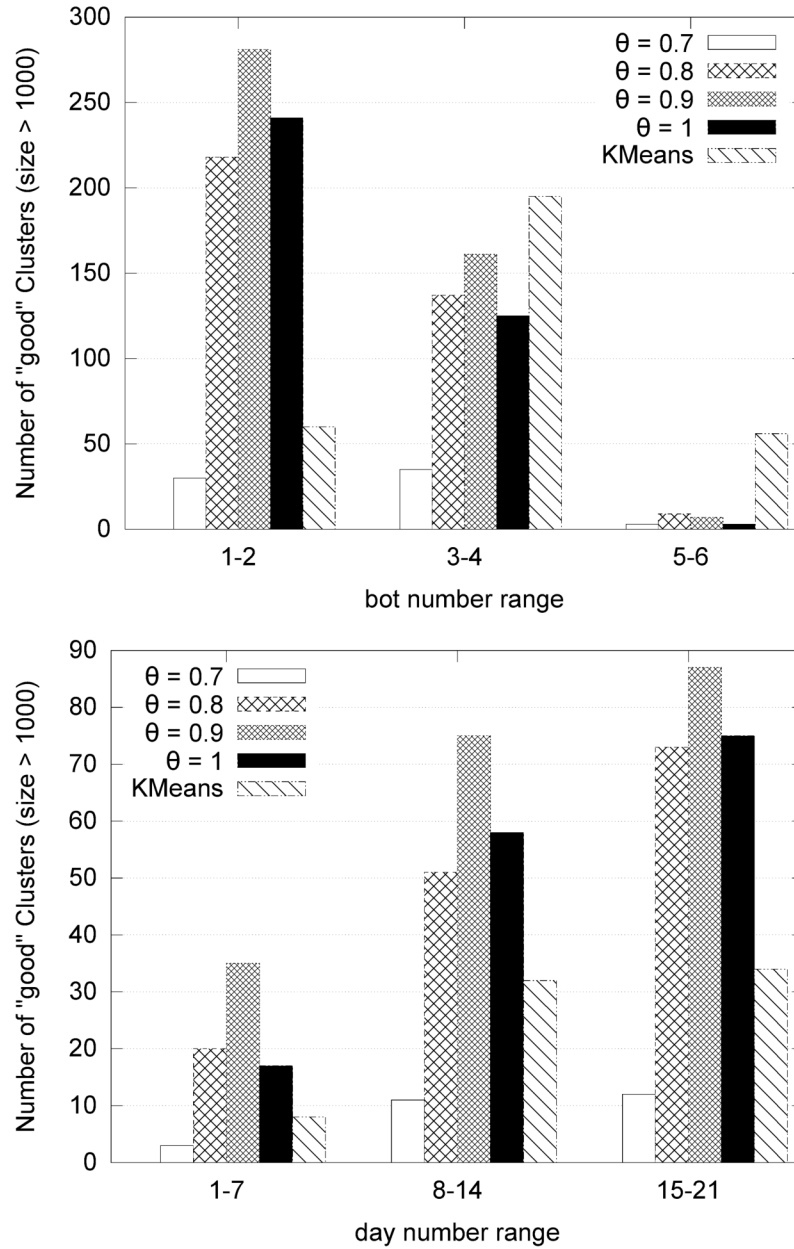 Number of "good" Clusters (size > 1000)
300
250
200
150
100
50
0
θ = 0.7
θ = 0.8
θ = 0.9
θ = 1
KMeans
1-2
3-4
5-6
bot number range
Number of "good" Clusters (size > 1000)
90
80
70
60
50
40
30
20
10
0
θ = 0.7
θ = 0.8
θ = 0.9
θ = 1
KMeans
1-7
8-14
15-21
day number range